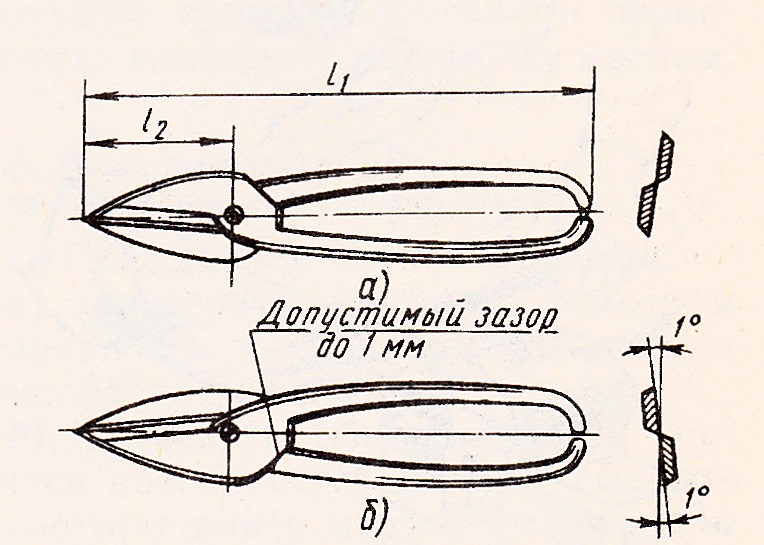 l1
l2
а)
Допустимый зазор
до 1 мм
1°
1°
б)